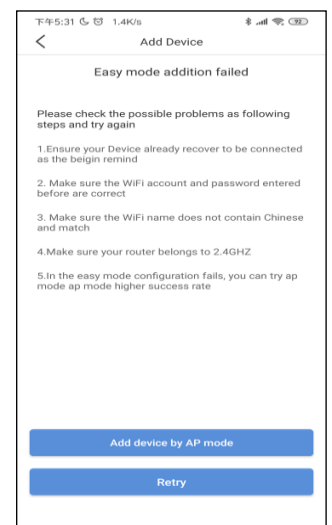 下午5:31 1.4K/s 92
Add Device
Easy mode addition failed
Please check the possible problems as following
steps and try again
1.Ensure your Device already recover to be connected
as the beigin remind
2. Make sure the WiFi account and password entered
before are correct
3. Make sure the WiFi name does not contain Chinese
and match
4.Make sure your router belongs to 2.4GHZ
5.In the easy mode configuration fails, you can try ap
mode ap mode higher success rate
Add device by AP mode
Retry